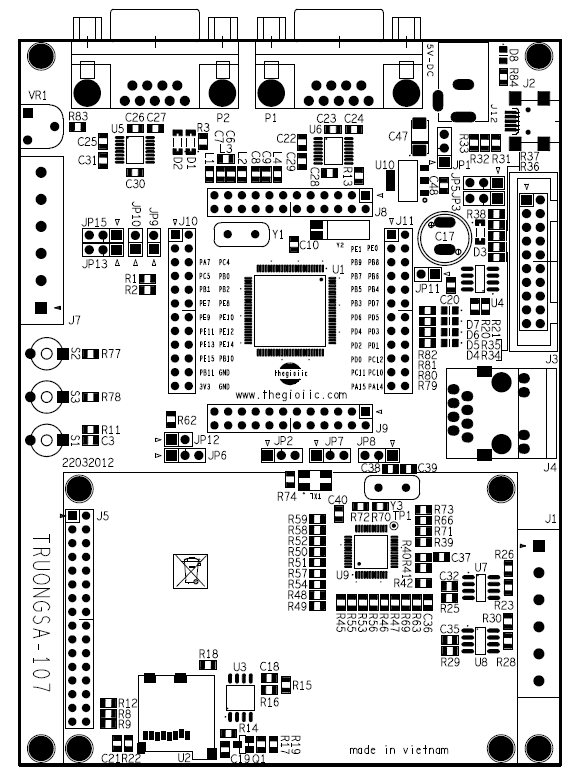 P2
P1
5V-DC
D8
R84
J2
J12
VR1
R83
C26
C27
U5
C25
C31
C30
D2
D1
R3
C7
C6
L3
L1
L2
C8
C9
L4
C23
C24
U6
C22
C29
C28
R13
C47
R33
R32
R31
JP1
R37
R36
U10
C48
JP5
JP3
J8
R38
JP15
JP10
JP9
J10
Y1
C10
Y2
J11
C17
D3
JP13
U1
JP11
U4
PA7 PC4
PC5 PB0
PB1 PB2
PE7 PE8
PE9 PE10
PE11 PE12
PE13 PE14
PE15 PB10
PB11 GND
3V3 GND
PE1 PE0
PB9 PB8
PB7 PB6
PB5 PB4
PB3 PD7
PD6 PD5
PD4 PD3
PD2 PD1
PD0 PC12
PC11 PC10
PA15 PA14
R1
R2
C20
D7
R20
R21
D6
D5
R35
D4
R34
J7
J3
R82
R81
R80
R79
thegioiic
www.thegioiic.com
S2
R77
S3
R78
S1
R11
C3
R62
J9
JP12
JP6
JP2
JP7
JP8
J4
22032012
C38
C39
R74
TXL
Y3
J5
C40
R72
R70
TP1
R73
R66
R71
R39
J1
R59
R58
R52
R50
R51
R57
R54
R48
R49
U9
R40
R41
R42
C37
U7
R26
C32
R25
R23
R30
C35
R29
U8
R28
R45
R55
R53
R56
R46
R47
R69
R63
C36
TRUONGSA-107
R18
U3
C18
R16
R15
R12
R8
R9
R14
C21
R22
U2
C19
Q1
R17
R19
made in vietnam